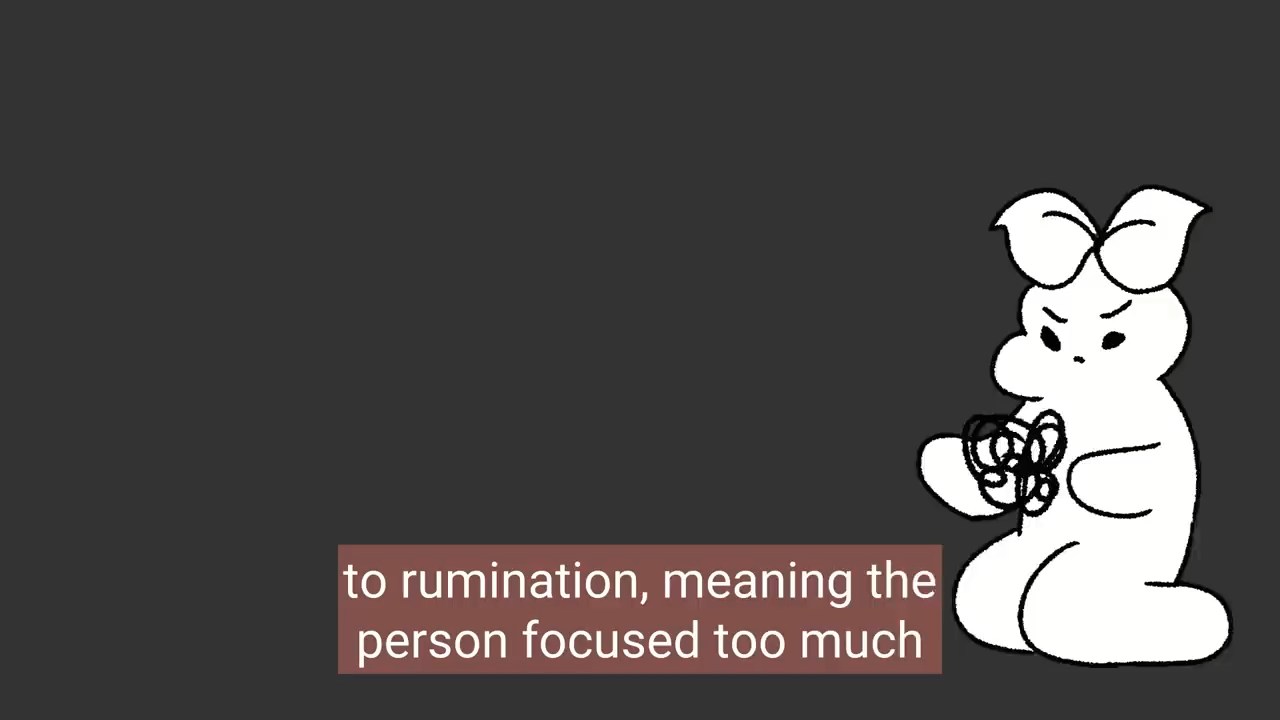 to rumination, meaning the
person focused too much